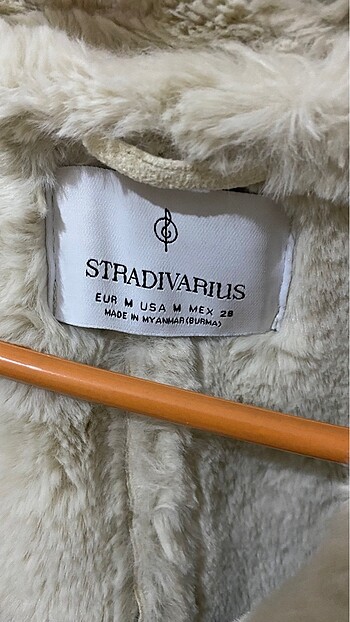 STRADIVARIUS
EUR M USA M MEX 28
MADE IN MYANMAR (BURMA)